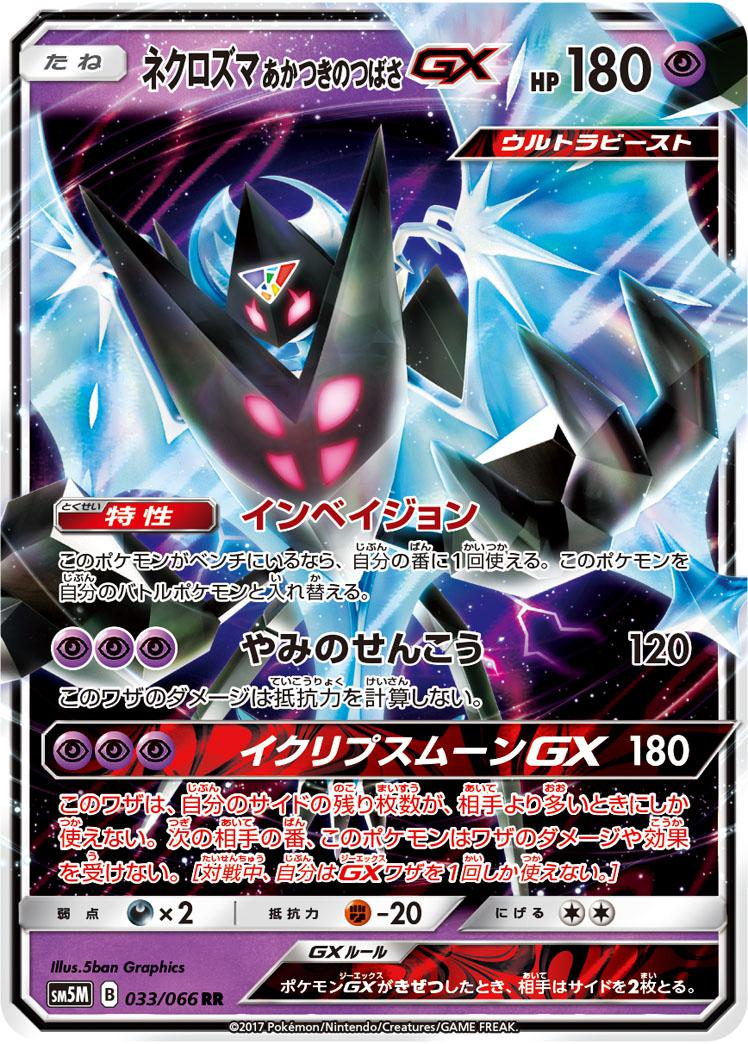 たね ネクロズマ あかつきのつばさ GX HP 180
ウルトラビースト
とくせい
特性 インベイジョン
このポケモンがベンチにいるなら、自分の番に1回使える。このポケモンを
自分のバトルポケモンと入れ替える。
やみのせんこう 120
このワザのダメージは抵抗力を計算しない。
イクリプスムーンGX 180
このワザは、自分のサイドの残り枚数が、相手より多いときにしか
使えない。次の相手の番、このポケモンはワザのダメージや効果
を受けない。[対戦中、自分はGXワザを1回しか使えない。]
弱点 ×2 抵抗力 -20 にげる
GXルール
ポケモンGXがきぜつしたとき、相手はサイドを2枚とる。
Illus.5ban Graphics
SM5M B 033/066 RR
©2017 Pokémon/Nintendo/Creatures/GAME FREAK.